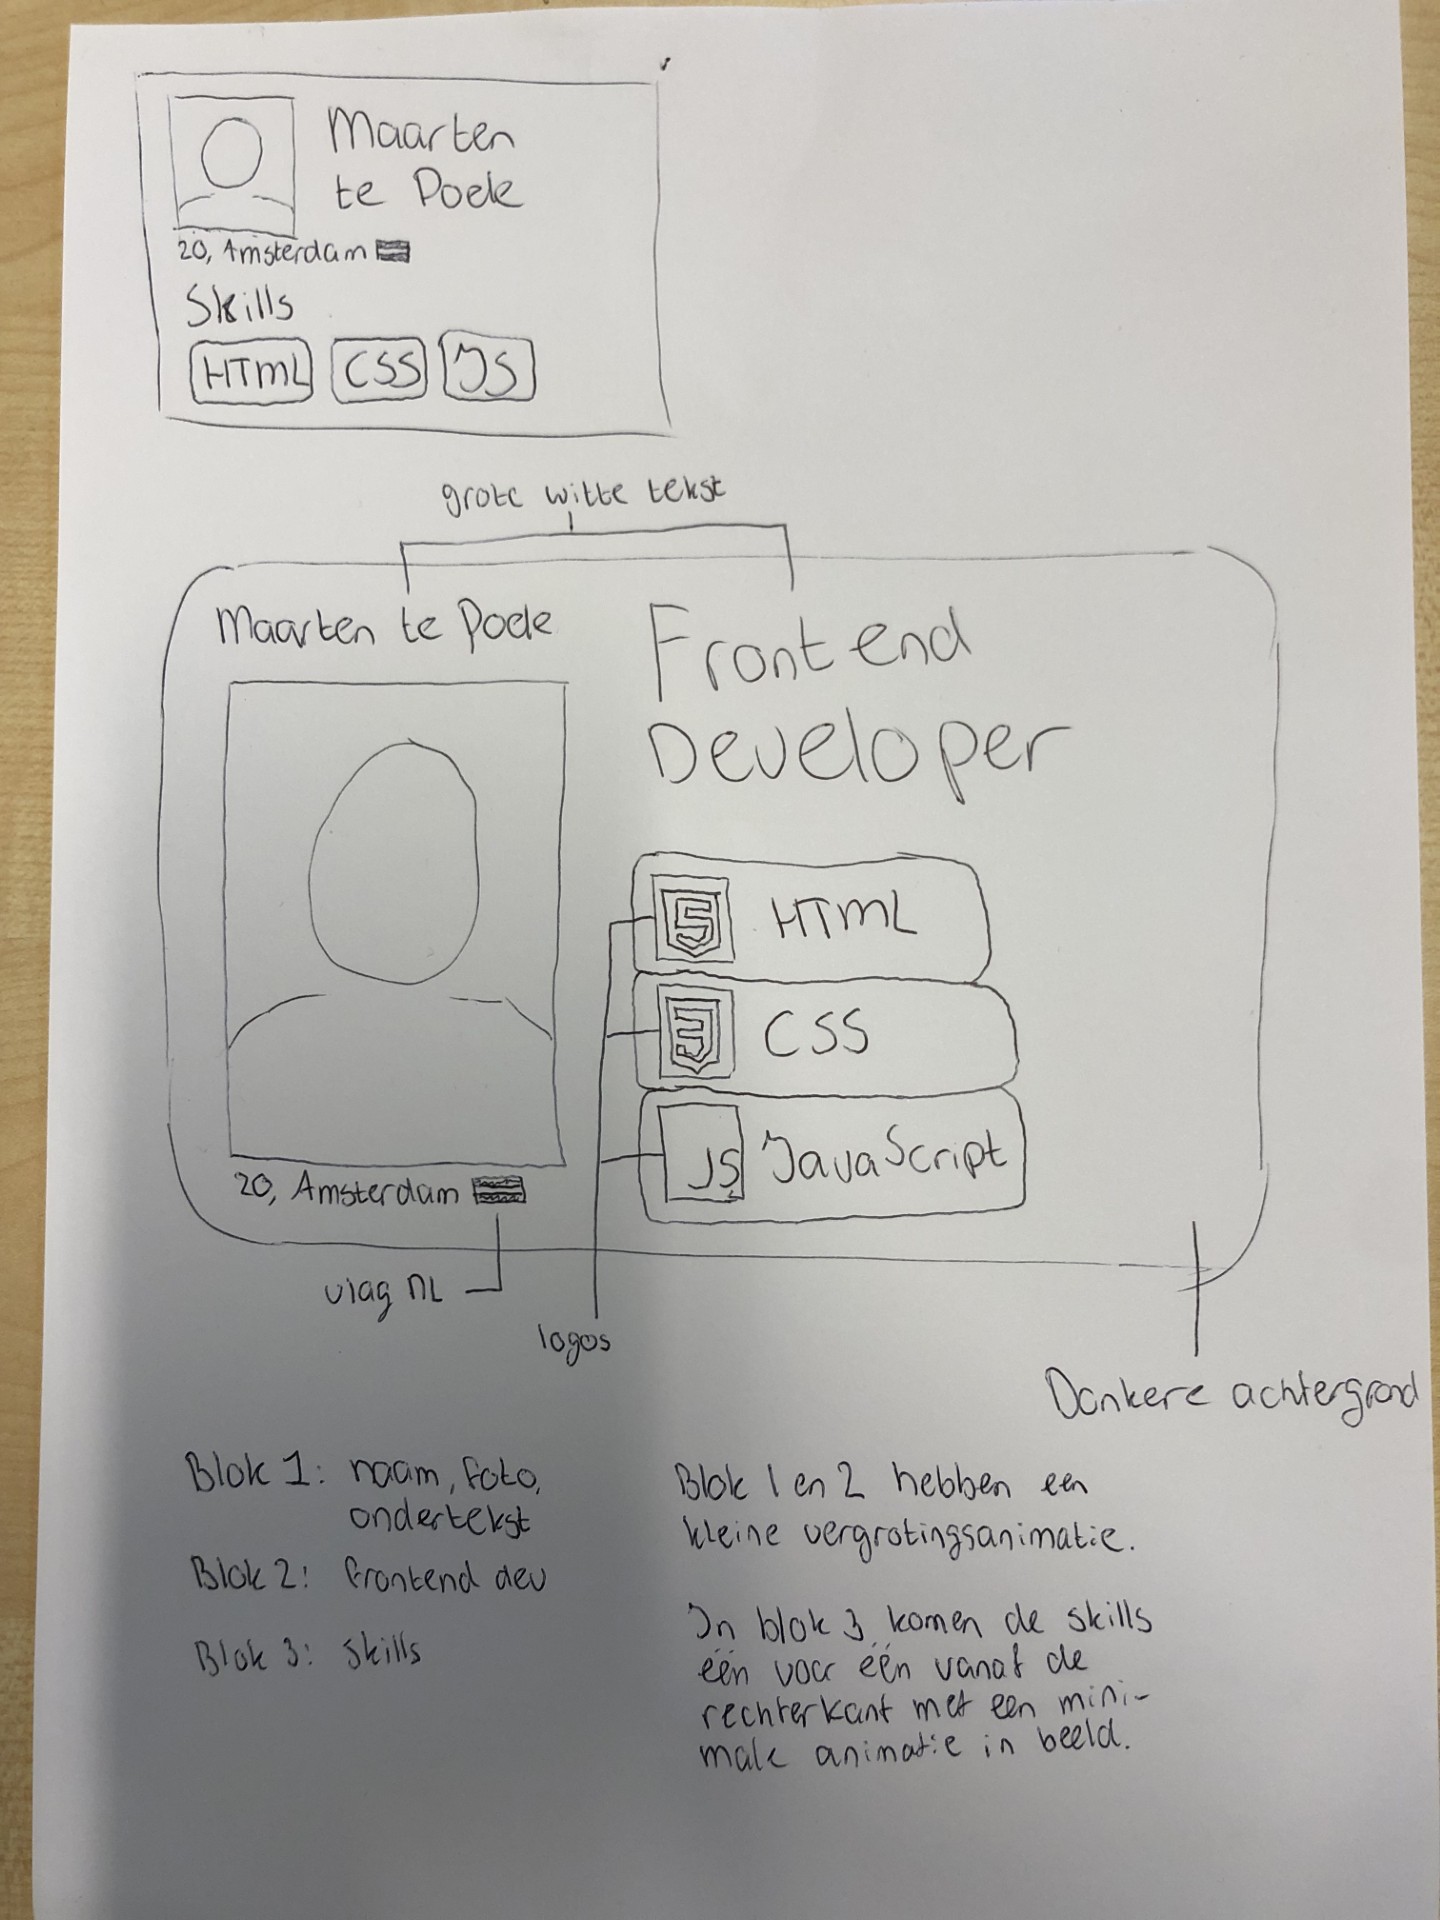 Maarten
te Poele
20, Amsterdam
Skills
HTML CSS JS
grote witte tekst
Maarten te Poele
Frontend
Developer
5 HTML
3 CSS
JS JavaScript
20, Amsterdam
vlag NL
logos
Donkere achtergrond
Blok 1: naam, foto,
ondertekst
Blok 2: frontend dev
Blok 3: skills
Blok 1 en 2 hebben een
kleine vergrotingsanimatie.
In blok 3 komen de skills
één voor één vanaf de
rechterkant met een mini-
male animatie in beeld.